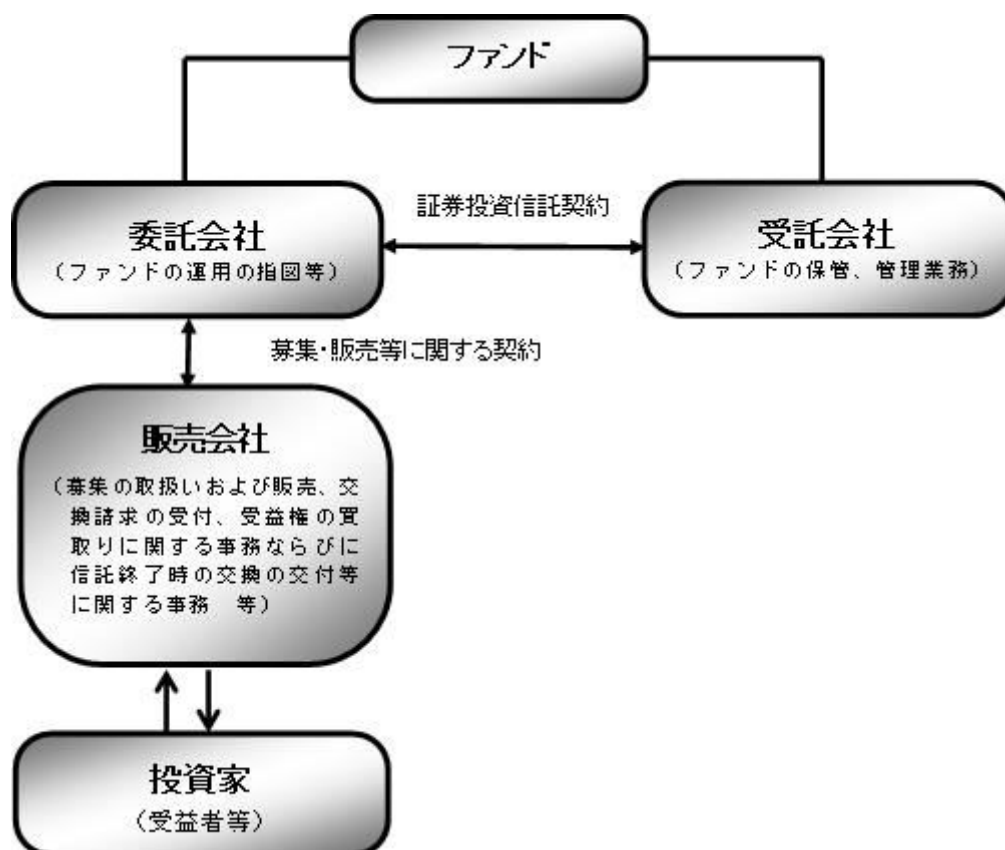 ファンド
証券投資信託契約
委託会社
(ファンドの運用の指図等)
受託会社
(ファンドの保管、管理業務)
募集・販売等に関する契約
販売会社
(募集の取扱いおよび販売、交
換請求の受付、受益権の買
取りに関する事務ならびに
信託終了時の交換の交付等
に関する事務 等)
投資家
(受益者等)